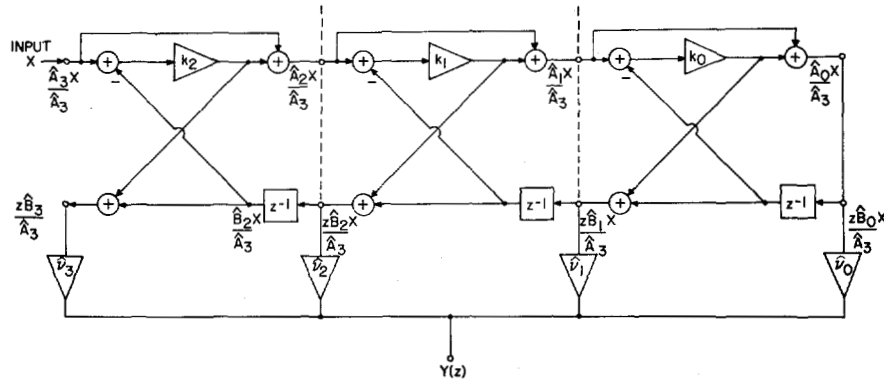 INPUT
X
+ k₂ + + k₁ + + k₀ +
− − −
Â₃X/Â₃ Â₂X/Â₃ Â₁X/Â₃ Â₀X/Â₃
+ z⁻¹ + z⁻¹ + z⁻¹
zB̂₃/Â₃ B̂₂X/Â₃ zB̂₂X/Â₃ zB̂₁X/Â₃ zB̂₀X/Â₃
ν̂₃ ν̂₂ ν̂₁ ν̂₀
Y(z)